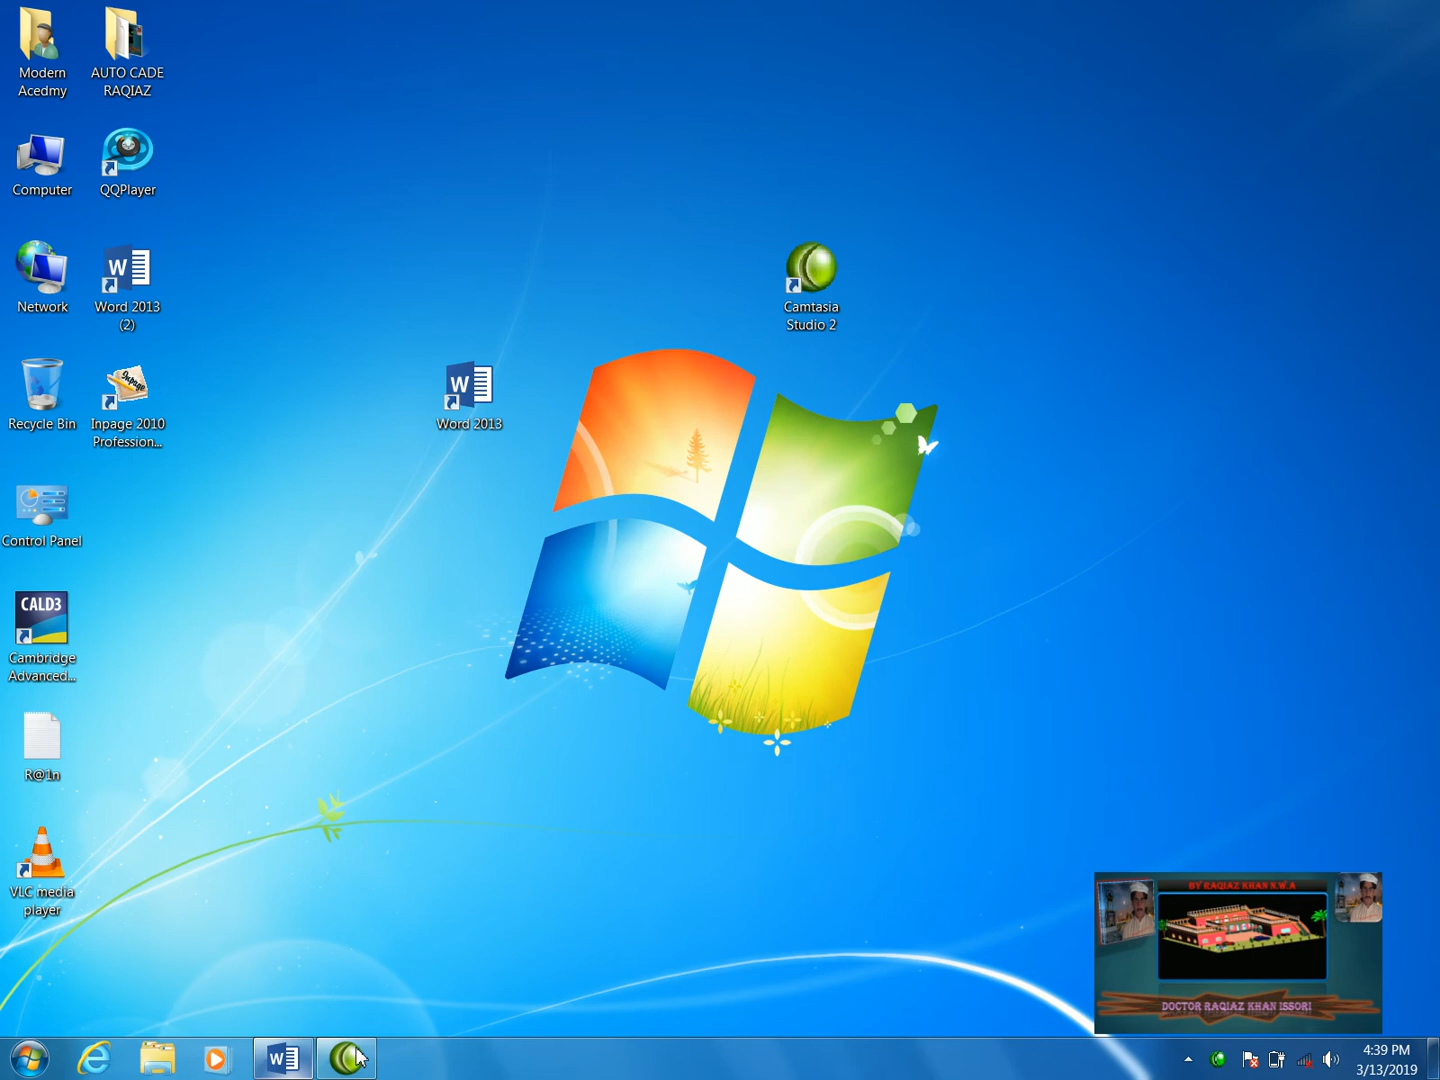 Modern
Acedmy
AUTO CADE
RAQIAZ
Computer
QQPlayer
Network
W
Word 2013
(2)
Camtasia
Studio 2
Recycle Bin
Inpage
Inpage 2010
Profession...
W
Word 2013
Control Panel
CALD3
Cambridge
Advanced...
R@1n
VLC media
player
BY RAQIAZ KHAN N.W.A
DOCTOR RAQIAZ KHAN ISSORI
W
4:39 PM
3/13/2019